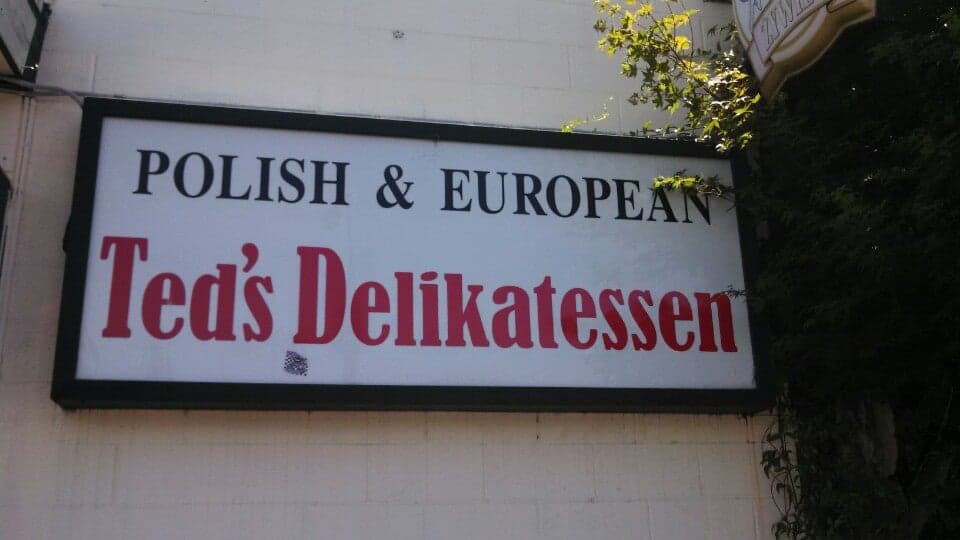 POLISH & EUROPEAN
Ted's Delikatessen